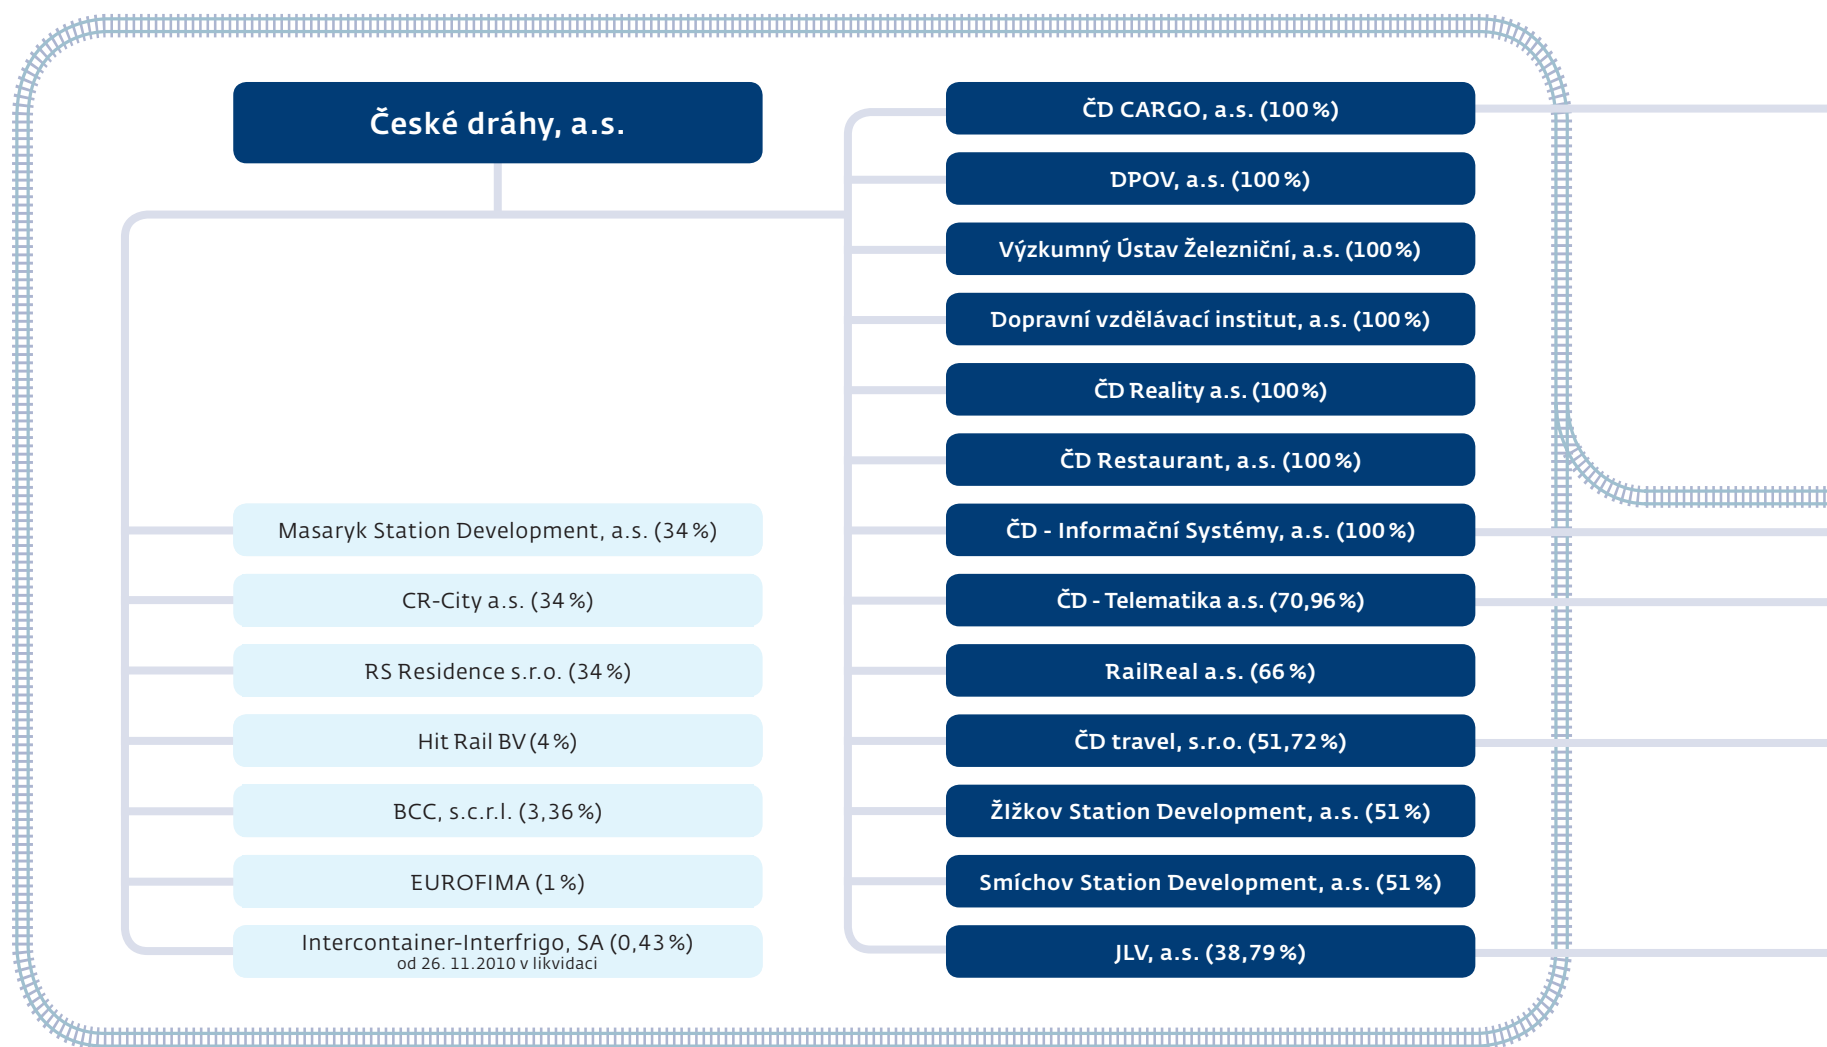 České dráhy, a.s.
Masaryk Station Development, a.s. (34 %)
CR-City a.s. (34 %)
RS Residence s.r.o. (34 %)
Hit Rail BV (4 %)
BCC, s.c.r.l. (3,36 %)
EUROFIMA (1 %)
Intercontainer-Interfrigo, SA (0,43 %)
od 26. 11.2010 v likvidaci
ČD CARGO, a.s. (100 %)
DPOV, a.s. (100 %)
Výzkumný Ústav Železniční, a.s. (100 %)
Dopravní vzdělávací institut, a.s. (100 %)
ČD Reality a.s. (100 %)
ČD Restaurant, a.s. (100 %)
ČD - Informační Systémy, a.s. (100 %)
ČD - Telematika a.s. (70,96 %)
RailReal a.s. (66 %)
ČD travel, s.r.o. (51,72 %)
ŽIžkov Station Development, a.s. (51 %)
Smíchov Station Development, a.s. (51 %)
JLV, a.s. (38,79 %)